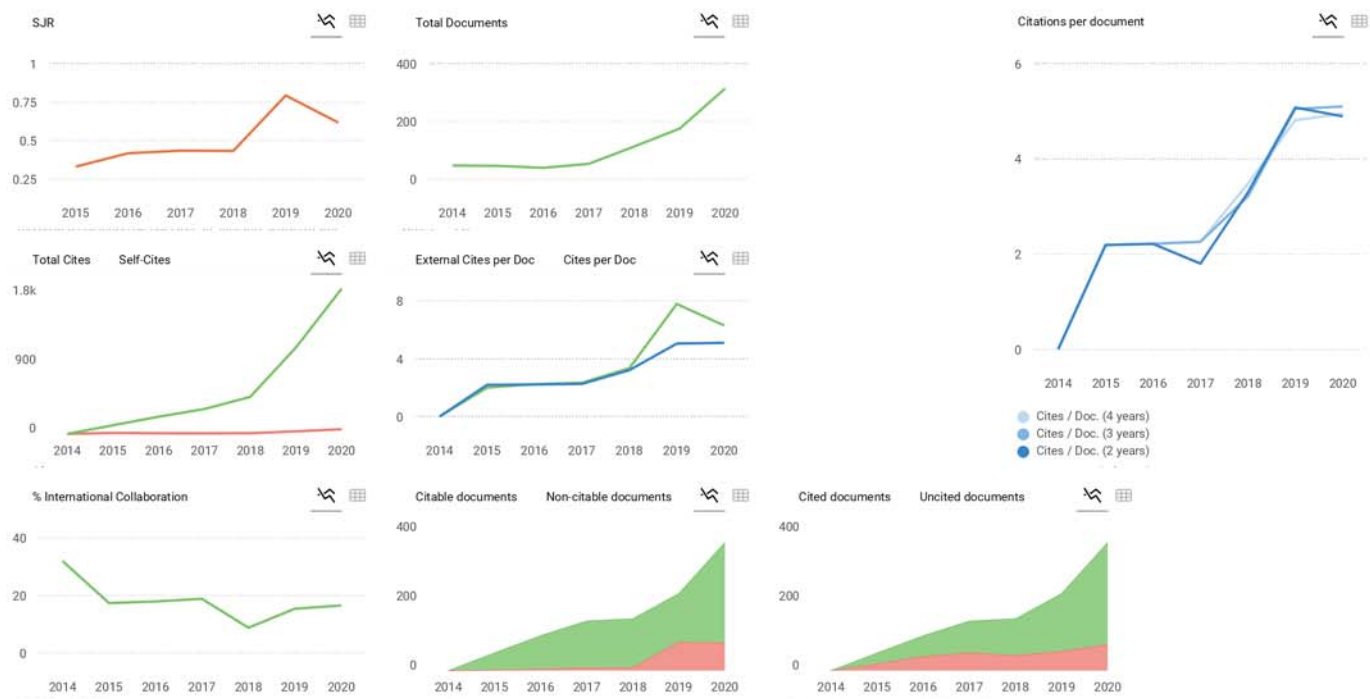 SJR
1
0.75
0.5
0.25
2015 2016 2017 2018 2019 2020
Total Documents
400
200
0
2014 2015 2016 2017 2018 2019 2020
Citations per document
6
4
2
0
2014 2015 2016 2017 2018 2019 2020
Cites / Doc. (4 years)
Cites / Doc. (3 years)
Cites / Doc. (2 years)
Total Cites Self-Cites
1.8k
900
0
2014 2015 2016 2017 2018 2019 2020
External Cites per Doc Cites per Doc
8
4
0
2014 2015 2016 2017 2018 2019 2020
% International Collaboration
40
20
0
2014 2015 2016 2017 2018 2019 2020
Citable documents Non-citable documents
400
200
0
2014 2015 2016 2017 2018 2019 2020
Cited documents Uncited documents
400
200
0
2014 2015 2016 2017 2018 2019 2020